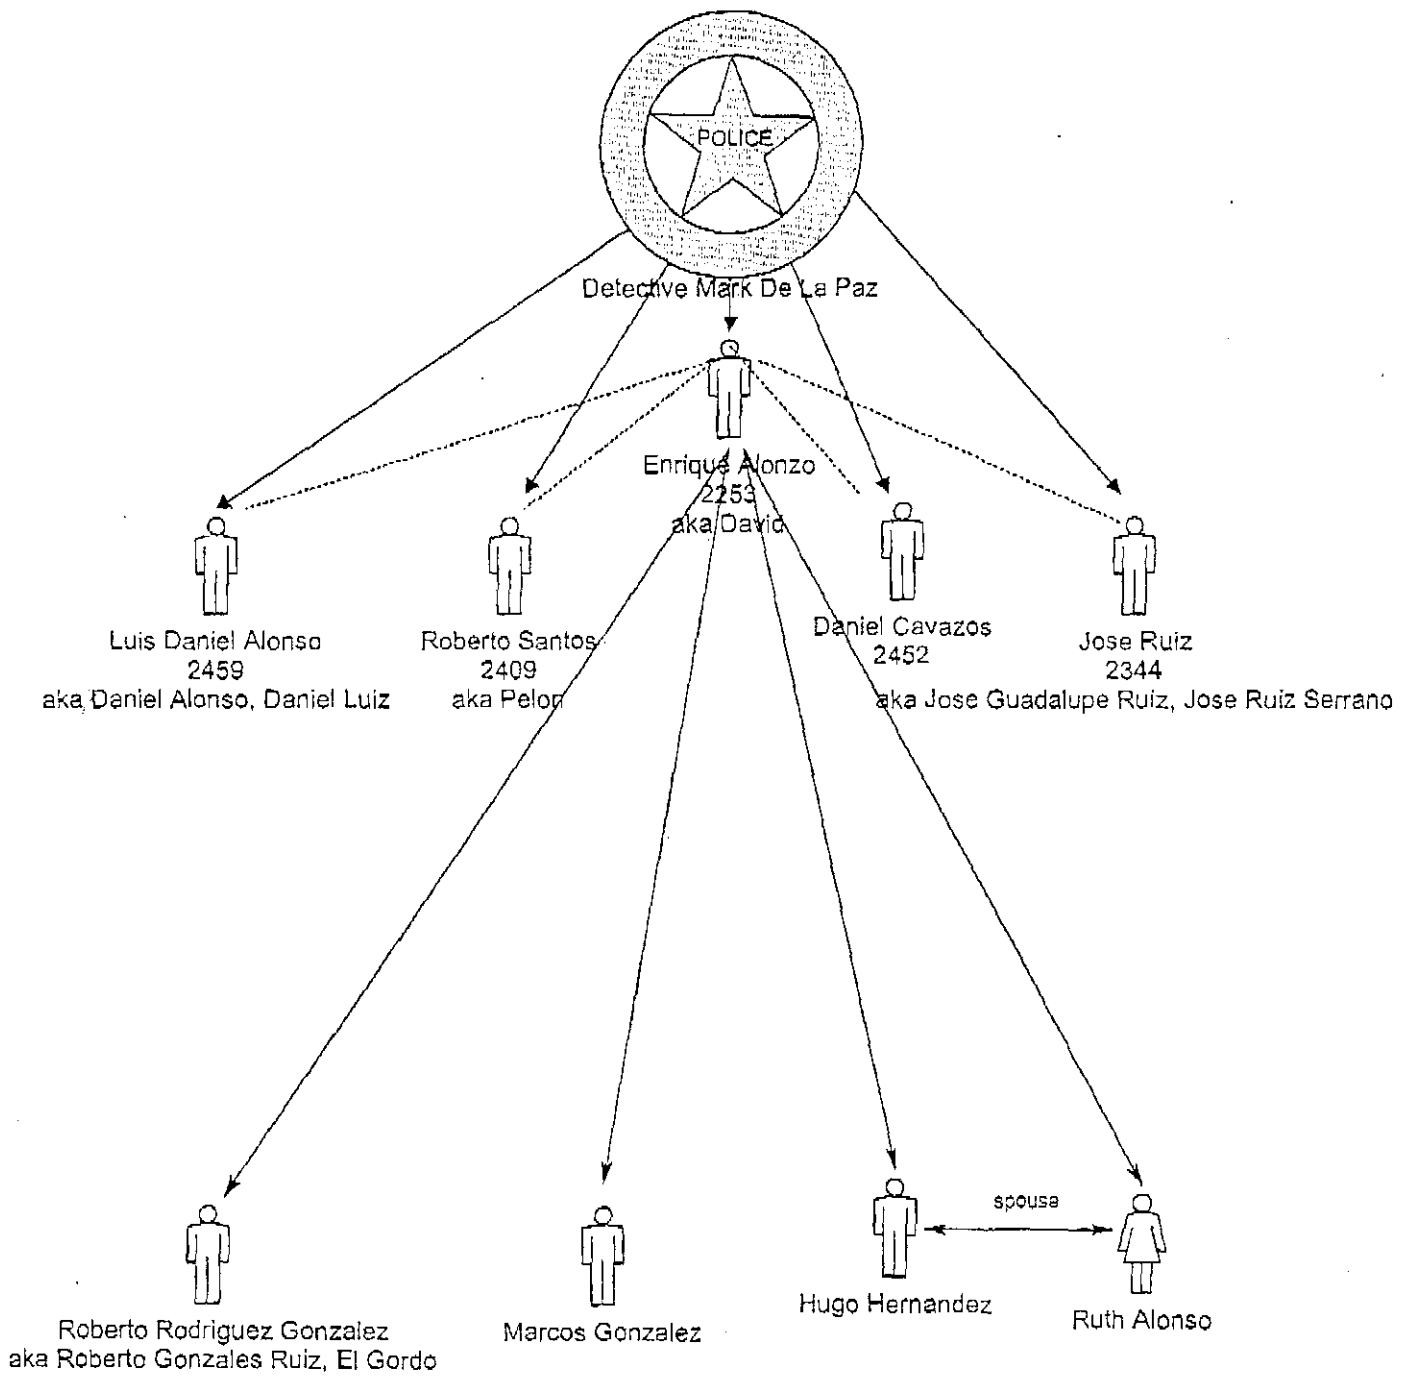 POLICE
Detective Mark De La Paz
Enrique Alonzo
2253
aka David
Luis Daniel Alonso
2459
aka Daniel Alonso, Daniel Luiz
Roberto Santos
2409
aka Pelon
Daniel Cavazos
2452
Jose Ruiz
2344
aka Jose Guadalupe Ruiz, Jose Ruiz Serrano
spouse
Roberto Rodriguez Gonzalez
aka Roberto Gonzales Ruiz, El Gordo
Marcos Gonzalez
Hugo Hernandez
Ruth Alonso